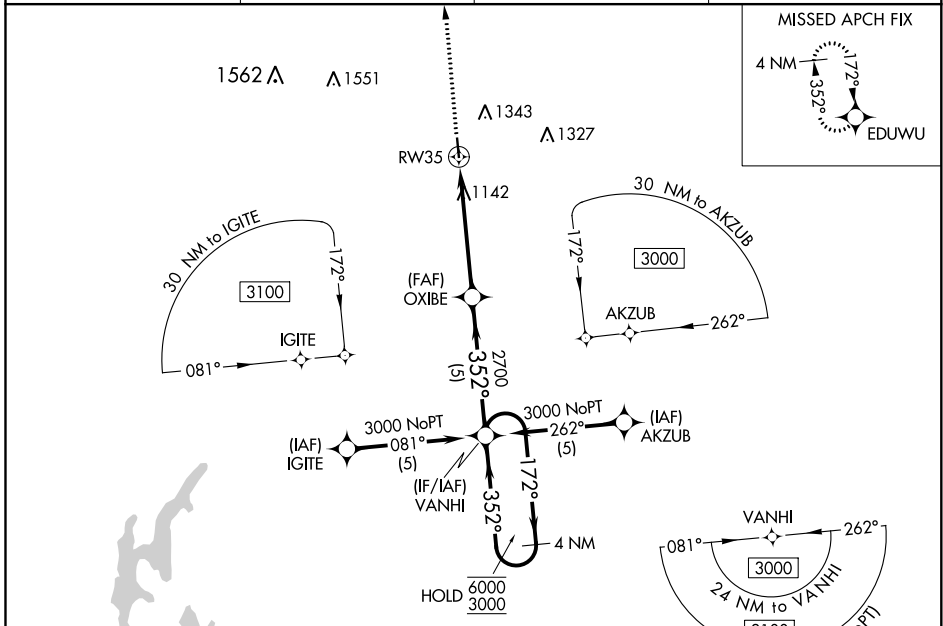 MISSED APCH FIX
4 NM
172°
352°
EDUWU
1562
1551
1343
1327
RW35
1142
30 NM to IGITE
172°
3100
IGITE
081°
(FAF)
OXIBE
30 NM to AKZUB
172°
3000
AKZUB
262°
352°
2700
(5)
3000 NoPT
081°
(5)
(IAF)
IGITE
3000 NoPT
262°
(5)
(IAF)
AKZUB
(IF/IAF)
VANHI
352°
172°
4 NM
HOLD
6000
3000
VANHI
081°
262°
3000
24 NM to VANHI